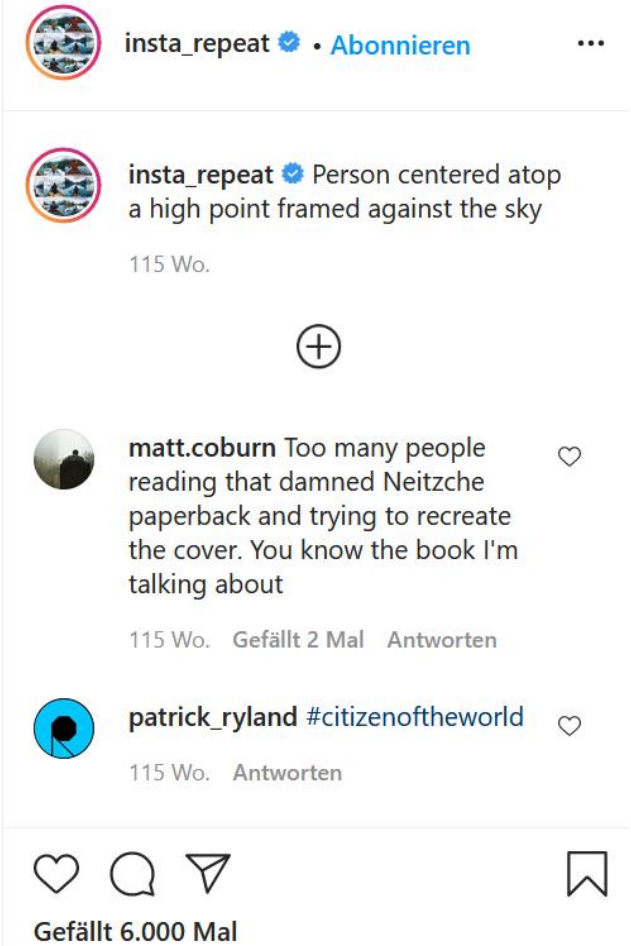 insta_repeat • Abonnieren
insta_repeat Person centered atop
a high point framed against the sky
115 Wo.
matt.coburn Too many people
reading that damned Neitzche
paperback and trying to recreate
the cover. You know the book I'm
talking about
115 Wo. Gefällt 2 Mal Antworten
patrick_ryland #citizenoftheworld
115 Wo. Antworten
Gefällt 6.000 Mal